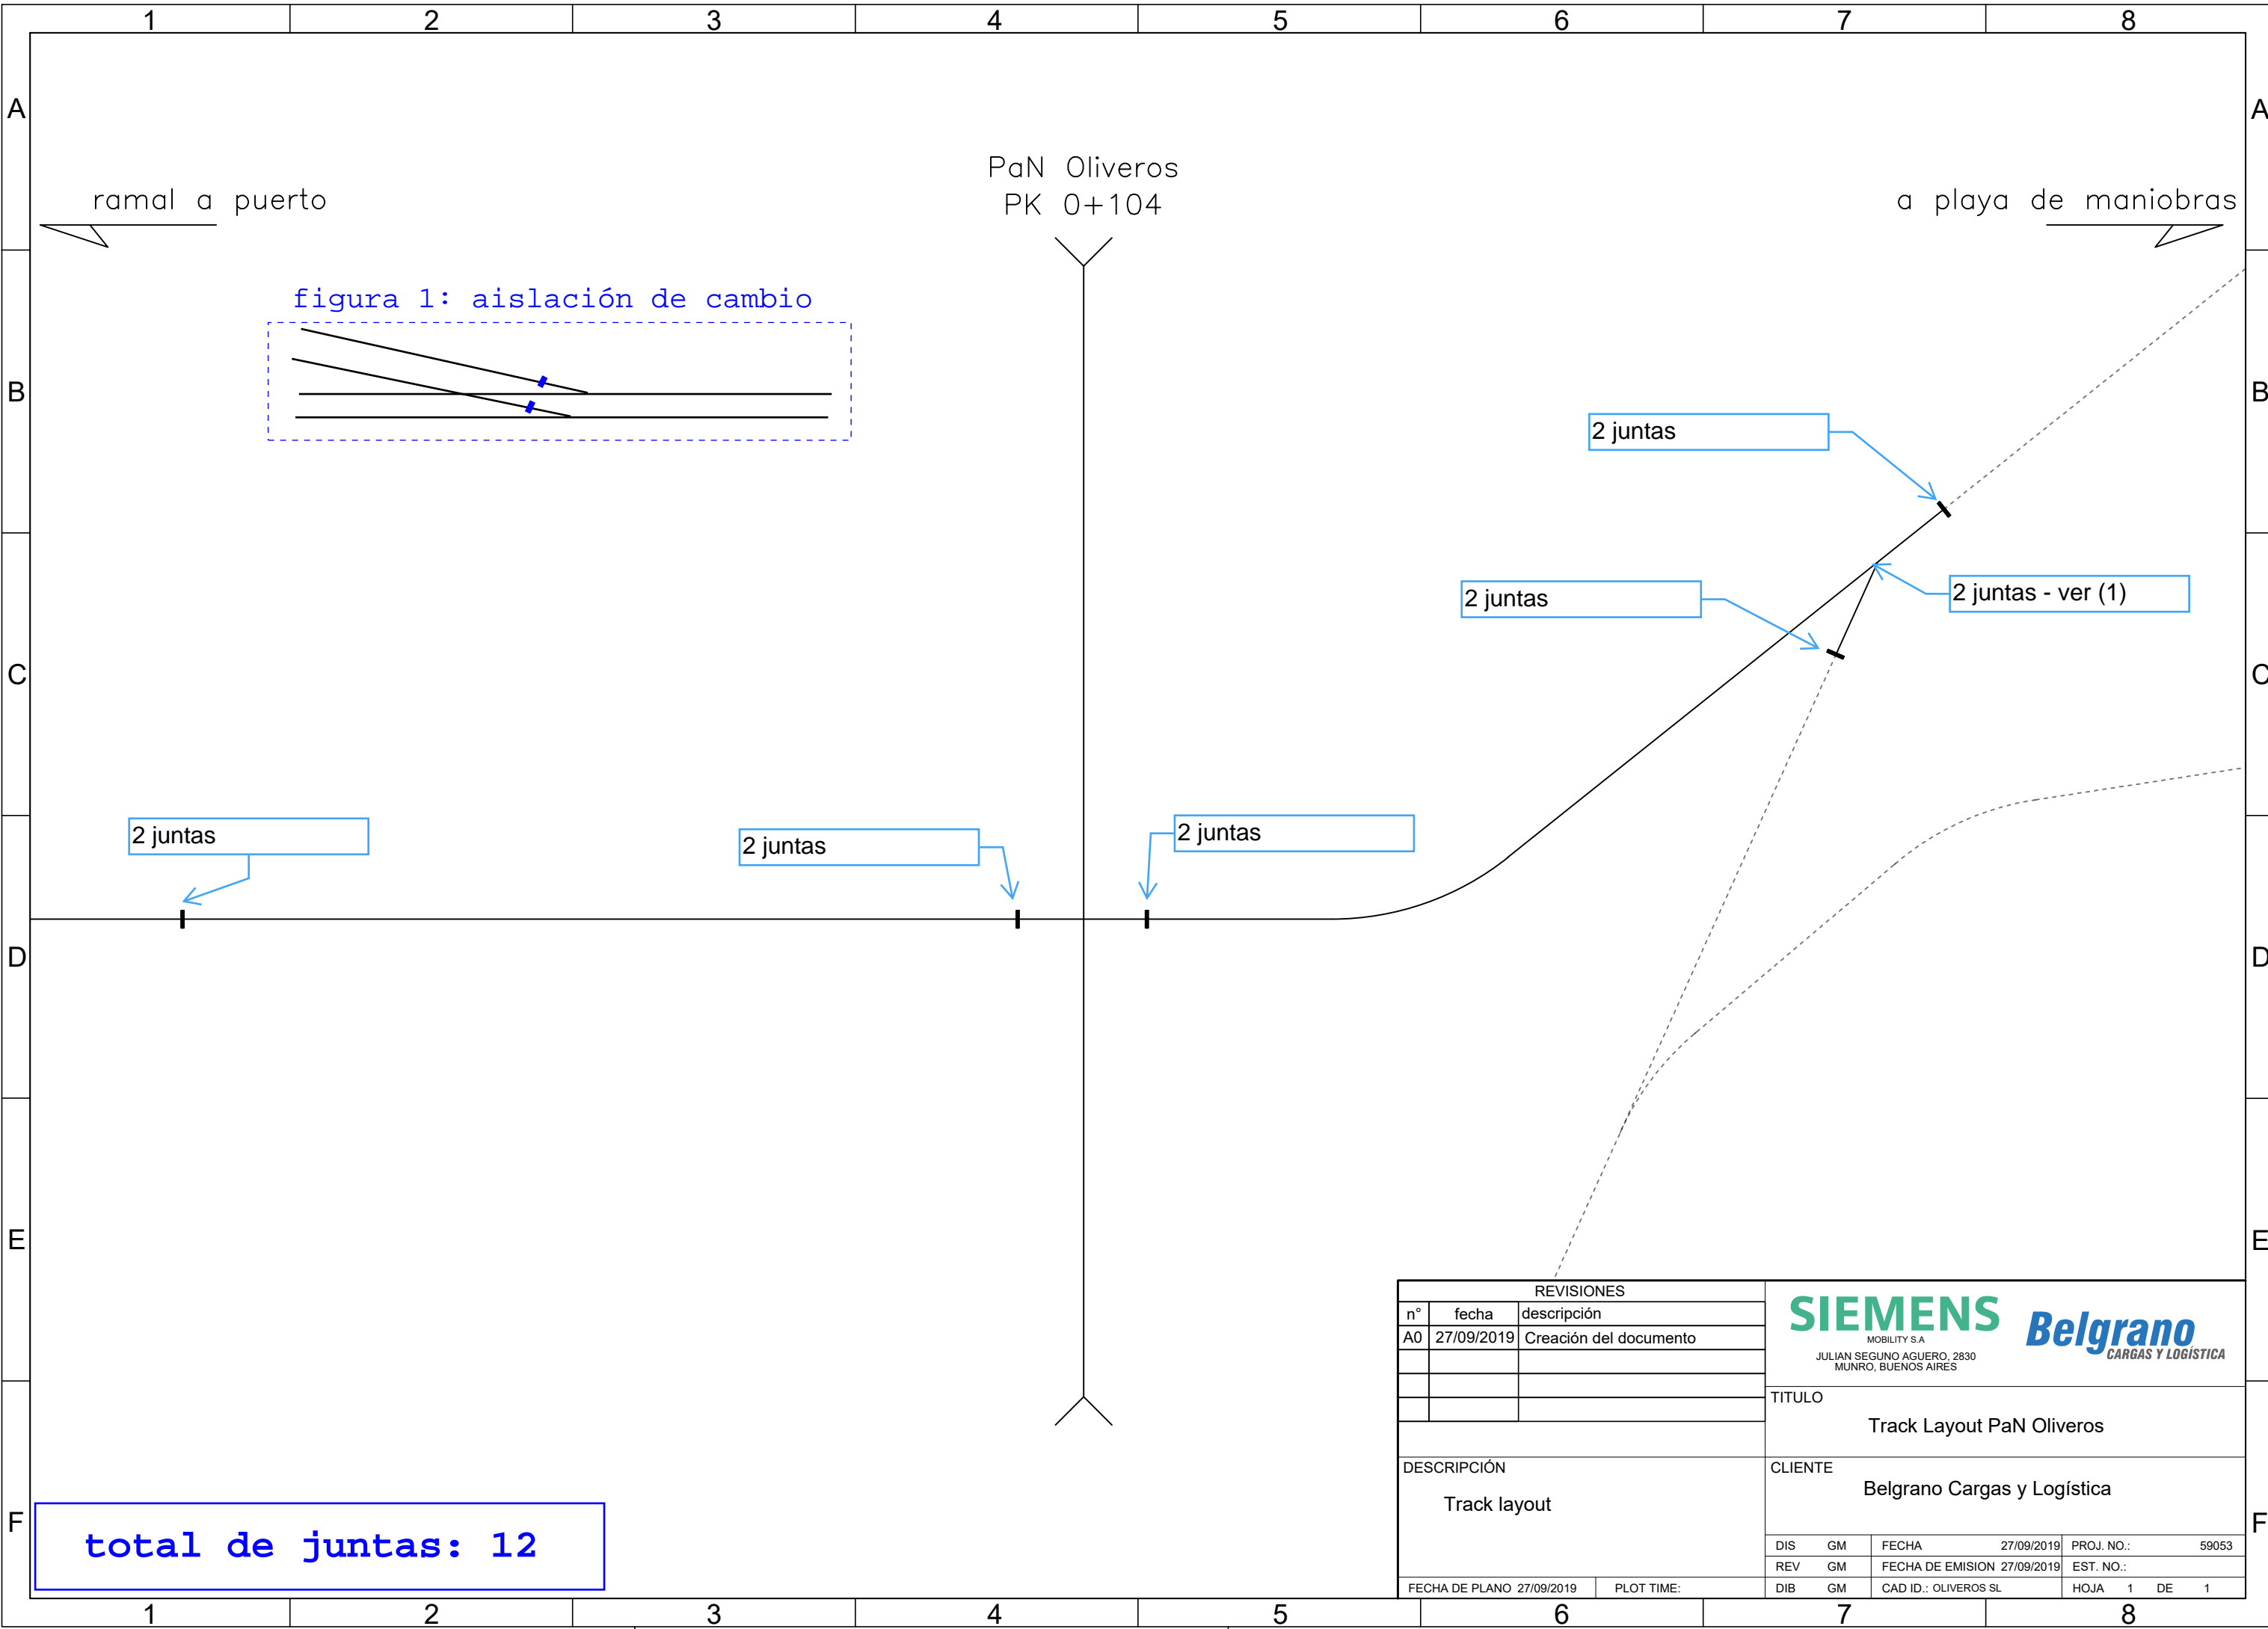 1 2 3 4 5 6 7 8
A A
PaN Oliveros
PK 0+104
ramal a puerto
a playa de maniobras
figura 1: aislación de cambio
B B
2 juntas
2 juntas
2 juntas - ver (1)
C C
2 juntas
2 juntas
2 juntas
D D
E E
REVISIONES
n° fecha descripción
A0 27/09/2019 Creación del documento
SIEMENS
MOBILITY S.A
JULIAN SEGUNO AGUERO, 2830
MUNRO, BUENOS AIRES
Belgrano
CARGAS Y LOGÍSTICA
TITULO
Track Layout PaN Oliveros
DESCRIPCIÓN
Track layout
CLIENTE
Belgrano Cargas y Logística
F F
total de juntas: 12
DIS GM FECHA 27/09/2019 PROJ. NO.: 59053
REV GM FECHA DE EMISION 27/09/2019 EST. NO.:
FECHA DE PLANO 27/09/2019 PLOT TIME: DIB GM CAD ID.: OLIVEROS SL HOJA 1 DE 1
1 2 3 4 5 6 7 8